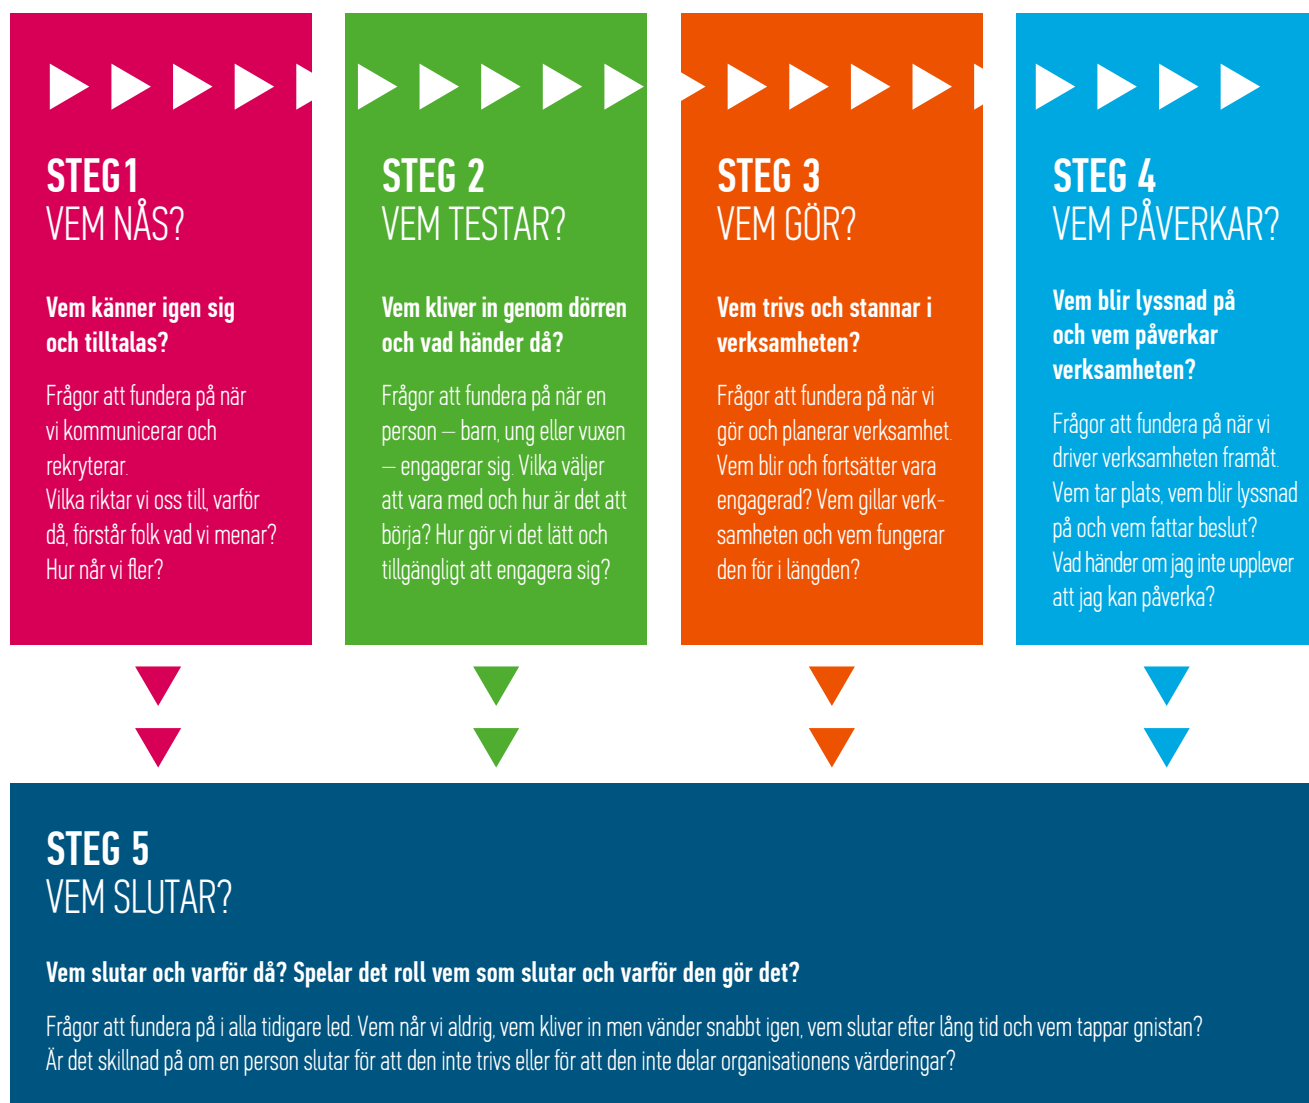 STEG1
VEM NÅS?
Vem känner igen sig
och tilltalas?
Frågor att fundera på när
vi kommunicerar och
rekryterar.
Vilka riktar vi oss till, varför
då, förstår folk vad vi menar?
Hur når vi fler?
STEG 2
VEM TESTAR?
Vem kliver in genom dörren
och vad händer då?
Frågor att fundera på när en
person – barn, ung eller vuxen
– engagerar sig. Vilka väljer
att vara med och hur är det att
börja? Hur gör vi det lätt och
tillgängligt att engagera sig?
STEG 3
VEM GÖR?
Vem trivs och stannar i
verksamheten?
Frågor att fundera på när vi
gör och planerar verksamhet.
Vem blir och fortsätter vara
engagerad? Vem gillar verk-
samheten och vem fungerar
den för i längden?
STEG 4
VEM PÅVERKAR?
Vem blir lyssnad på
och vem påverkar
verksamheten?
Frågor att fundera på när vi
driver verksamheten framåt.
Vem tar plats, vem blir lyssnad
på och vem fattar beslut?
Vad händer om jag inte upplever
att jag kan påverka?
STEG 5
VEM SLUTAR?
Vem slutar och varför då? Spelar det roll vem som slutar och varför den gör det?
Frågor att fundera på i alla tidigare led. Vem når vi aldrig, vem kliver in men vänder snabbt igen, vem slutar efter lång tid och vem tappar gnistan?
Är det skillnad på om en person slutar för att den inte trivs eller för att den inte delar organisationens värderingar?